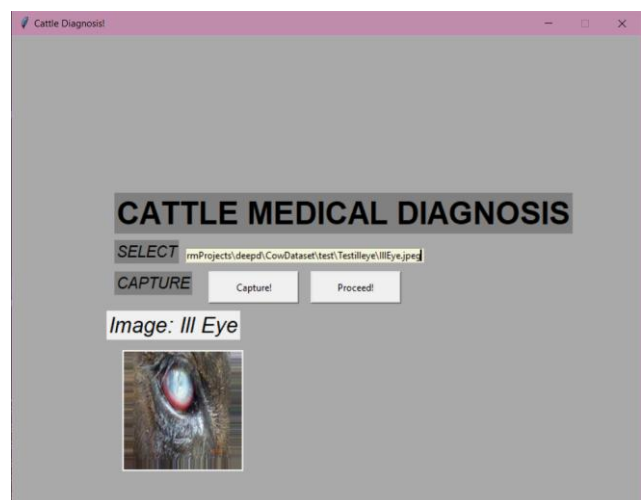 Cattle Diagnosis!
CATTLE MEDICAL DIAGNOSIS
SELECT rmProjects\deepd\CowDataset\test\Testilleye\IllEye.jpeg
CAPTURE Capture! Proceed!
Image: Ill Eye